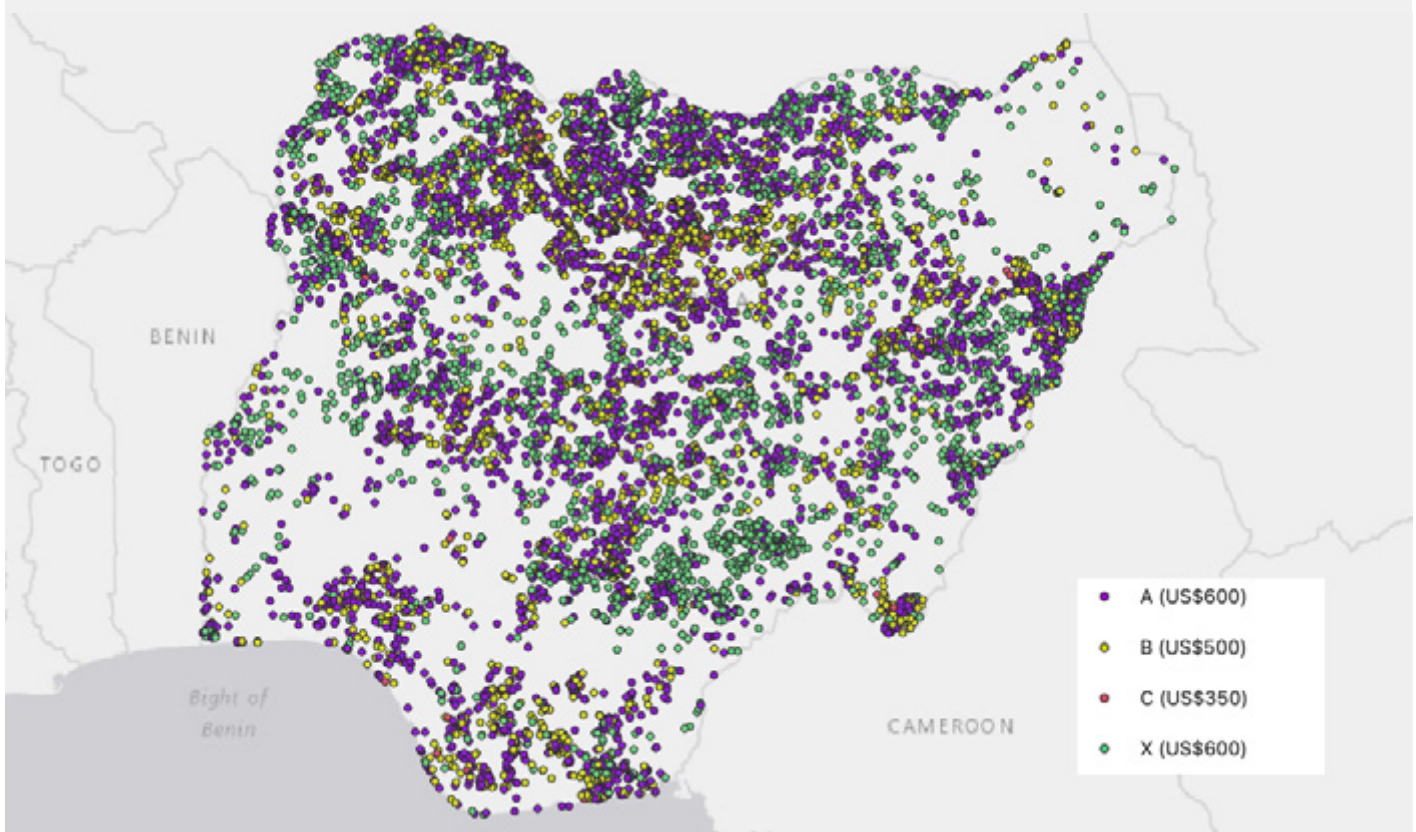 A
BENIN
TOGO
Bight of
Benin
CAMEROON
A (US$600)
B (US$500)
C (US$350)
X (US$600)